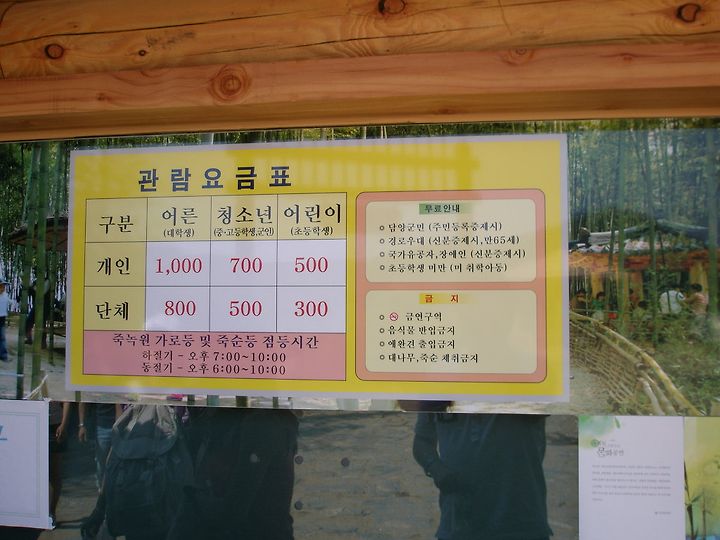 관람요금표
구분 어른 (대학생) 청소년 (중·고등학생,군인) 어린이 (초등학생)
개인 1,000 700 500
단체 800 500 300
죽녹원 가로등 및 죽순등 점등시간
하절기 - 오후 7:00~10:00
동절기 - 오후 6:00~10:00
무료안내
담양군민 (주민등록증제시)
경로우대 (신분증제시,만65세)
국가유공자,장애인 (신분증제시)
초등학생 미만 (미 취학아동)
금 지
금연구역
음식물 반입금지
애완견 출입금지
대나무,죽순 채취금지
문화공연